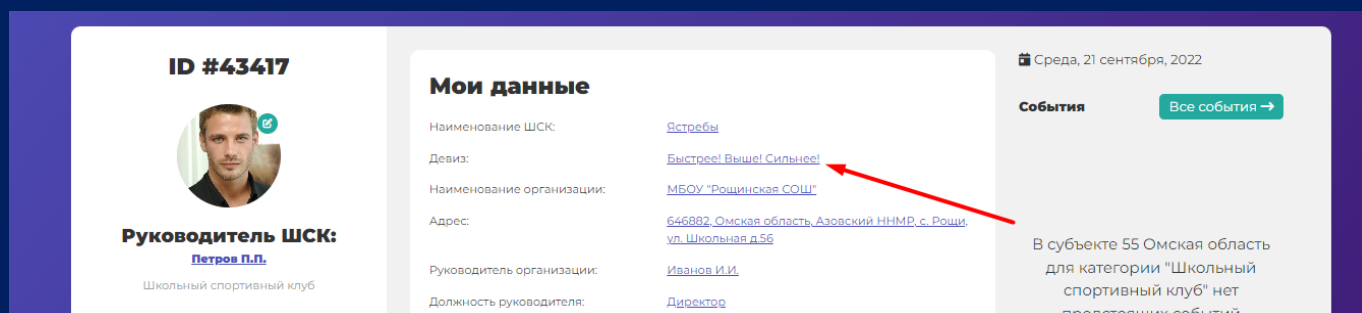 ID #43417
Руководитель ШСК:
Петров П.П.
Школьный спортивный клуб
Мои данные
Наименование ШСК: Ястребы
Девиз: Быстрее! Выше! Сильнее!
Наименование организации: МБОУ "Рощинская СОШ"
Адрес: 646882, Омская область, Азовский ННМР, с. Рощи,
ул. Школьная д.56
Руководитель организации: Иванов И.И.
Должность руководителя: Директор
Среда, 21 сентября, 2022
События Все события →
В субъекте 55 Омская область
для категории "Школьный
спортивный клуб" нет
предстоящих событий